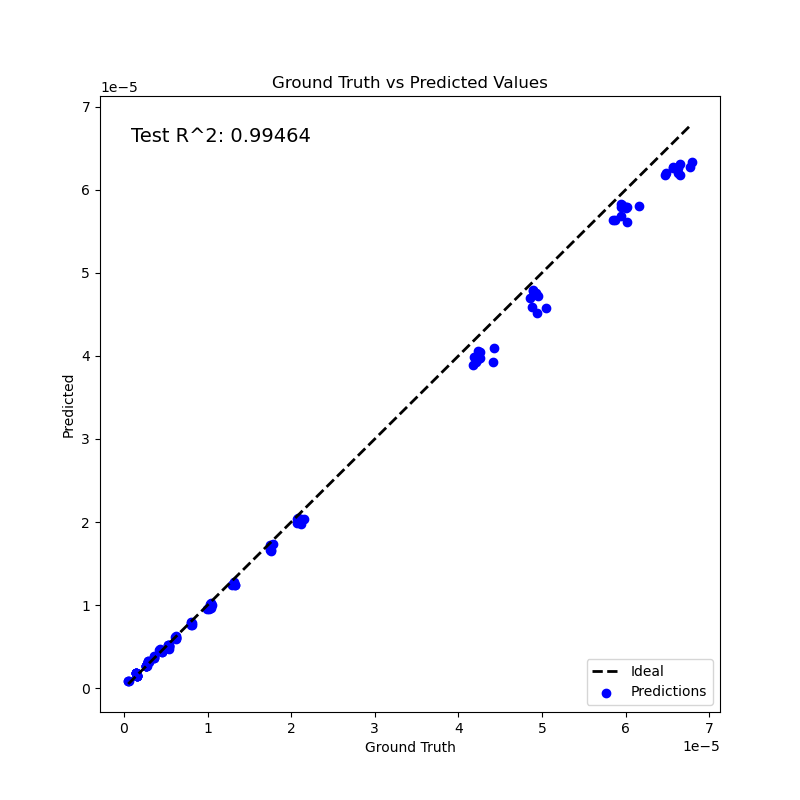 Ground Truth vs Predicted Values
1e−5
Test R^2: 0.99464
7
6
5
4
3
2
1
0
Predicted
Ideal
Predictions
0 1 2 3 4 5 6 7
Ground Truth
1e−5